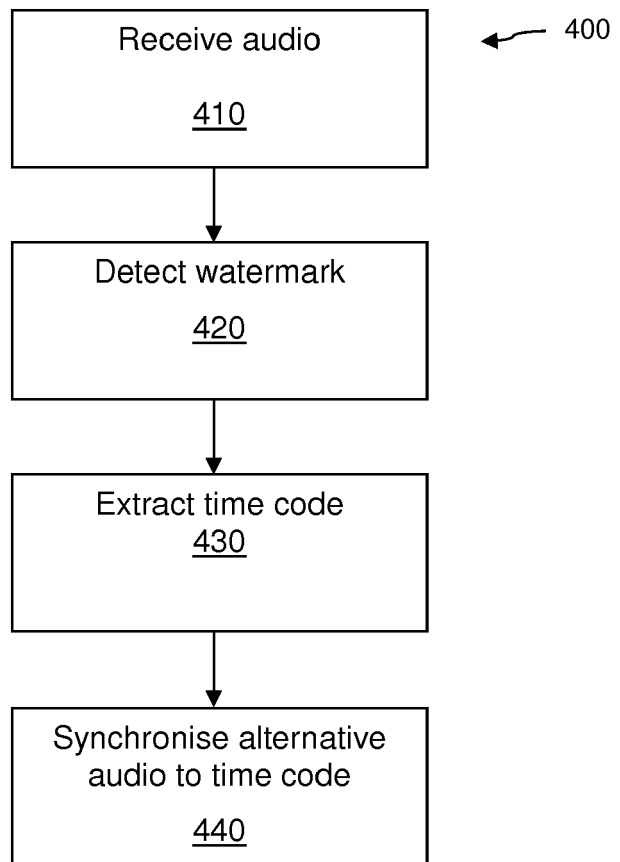 Receive audio
400
410
Detect watermark
420
Extract time code
430
Synchronise alternative
audio to time code
440